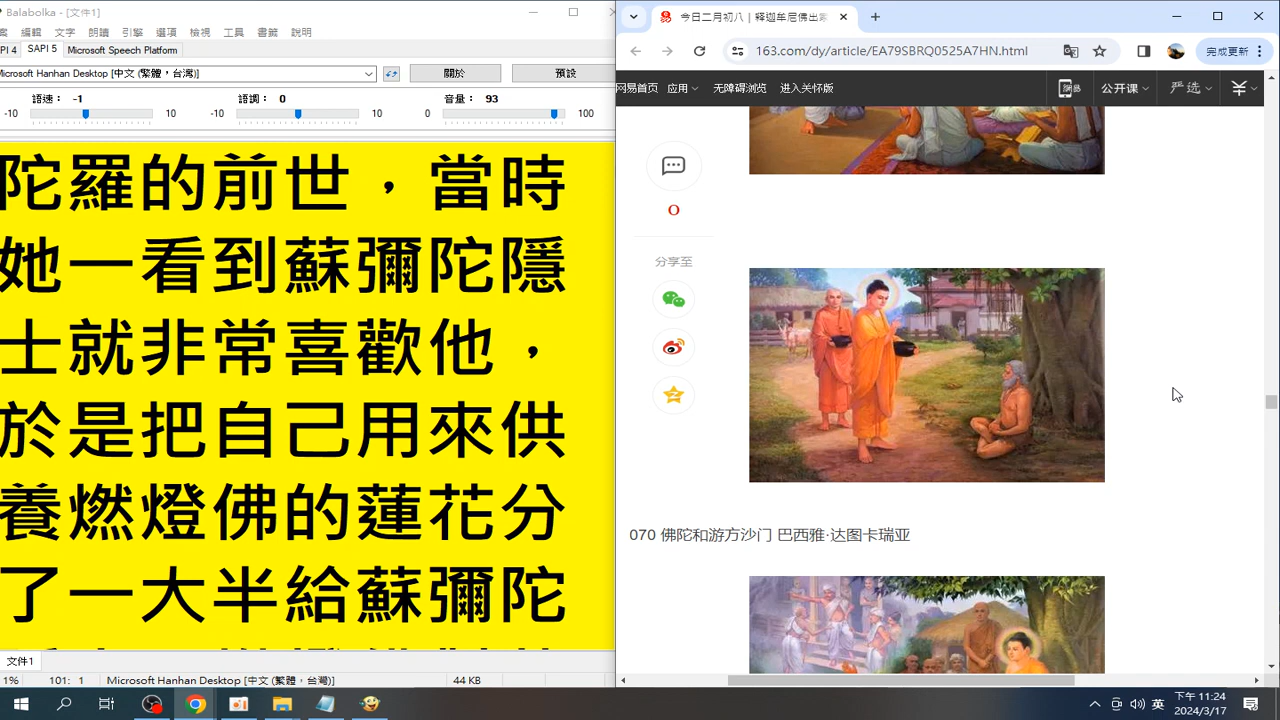 Balabolka - [文件1]
案 編輯 文字 朗讀 引擎 選項 檢視 工具 書籤 說明
PI 4 SAPI 5 Microsoft Speech Platform
icrosoft Hanhan Desktop [中文 (繁體，台灣)] 關於 預設
語速： -1 語調： 0 音量： 93
-10 10 -10 10 0 100
陀羅的前世，當時
她一看到蘇彌陀隱
士就非常喜歡他，
於是把自己用來供
養燃燈佛的蓮花分
了一大半給蘇彌陀
文件1
1% 101: 1 Microsoft Hanhan Desktop [中文 (繁體，台灣)] 44 KB
今日二月初八｜释迦牟尼佛出
163.com/dy/article/EA79SBRQ0525A7HN.html 完成更新
网易首页 应用 无障碍浏览 进入关怀版 公开课 严选
0
分享至
070 佛陀和游方沙门 巴西雅·达图卡瑞亚
英 下午 11:24
2024/3/17